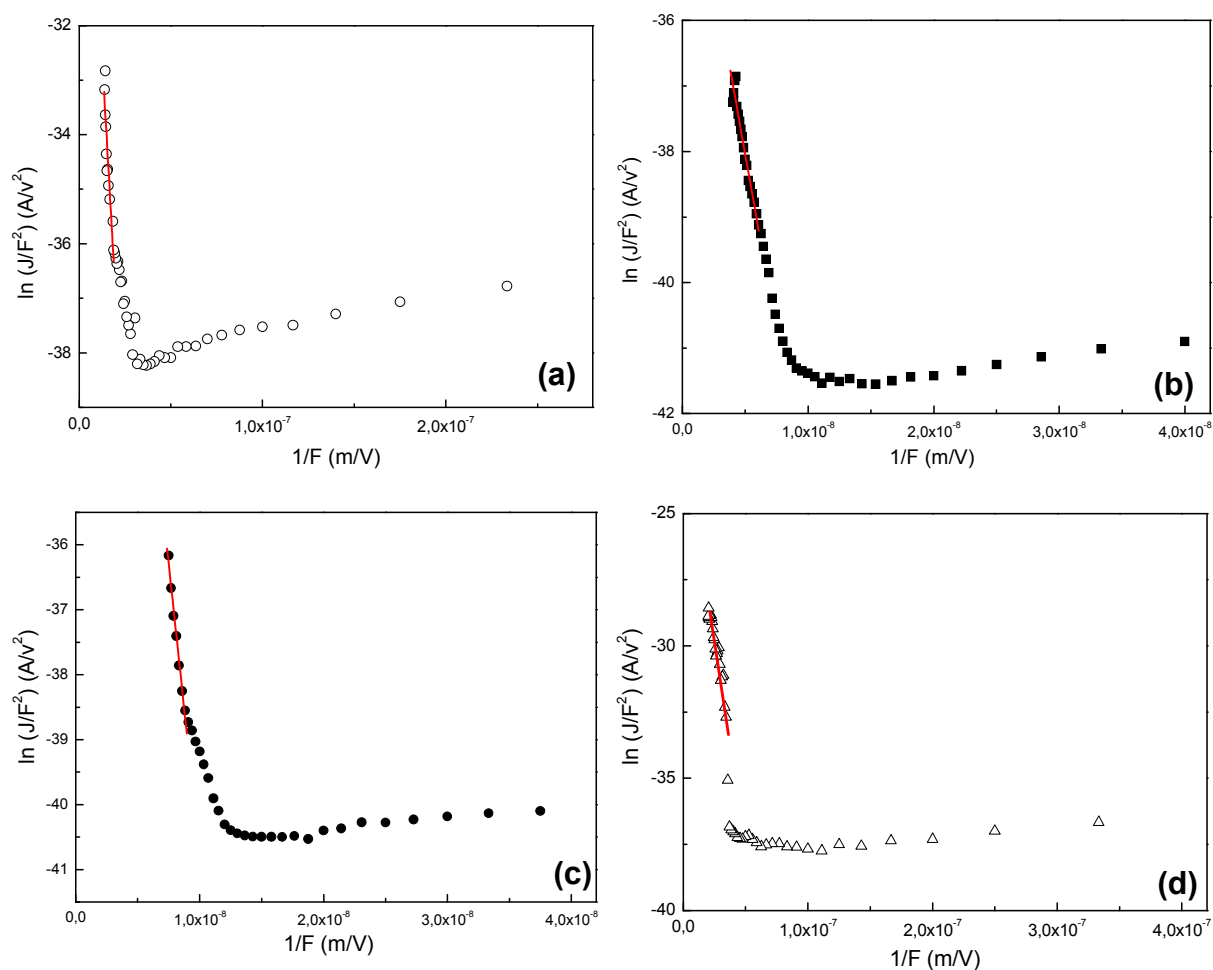 -32
-34
-36
-38
ln (J/F²) (A/v²)
0,0
1,0x10⁻⁷
2,0x10⁻⁷
1/F (m/V)
(a)
-36
-38
-40
-42
ln (J/F²) (A/v²)
0,0
1,0x10⁻⁸
2,0x10⁻⁸
3,0x10⁻⁸
4,0x10⁻⁸
1/F (m/V)
(b)
-36
-37
-38
-39
-40
-41
ln (J/F²) (A/v²)
0,0
1,0x10⁻⁸
2,0x10⁻⁸
3,0x10⁻⁸
4,0x10⁻⁸
1/F (m/V)
(c)
-25
-30
-35
-40
ln (J/F²) (A/v²)
0,0
1,0x10⁻⁷
2,0x10⁻⁷
3,0x10⁻⁷
4,0x10⁻⁷
1/F (m/V)
(d)